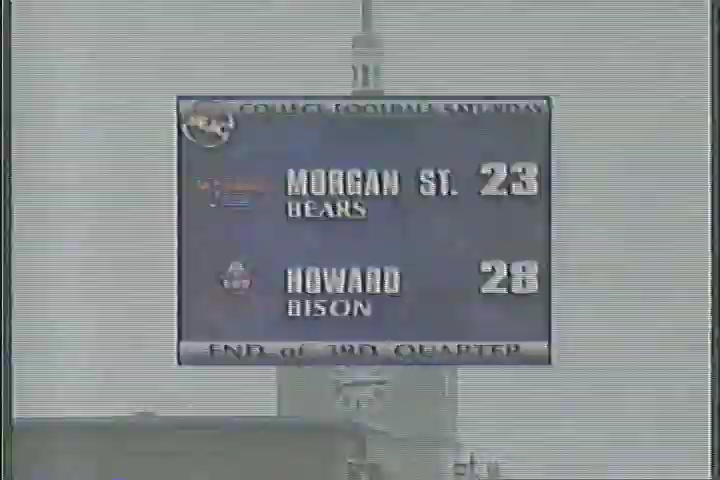 COLLEGE FOOTBALL SATURDAY
MORGAN ST. 23
BEARS
HOWARD 28
BISON
END of 3RD QUARTER